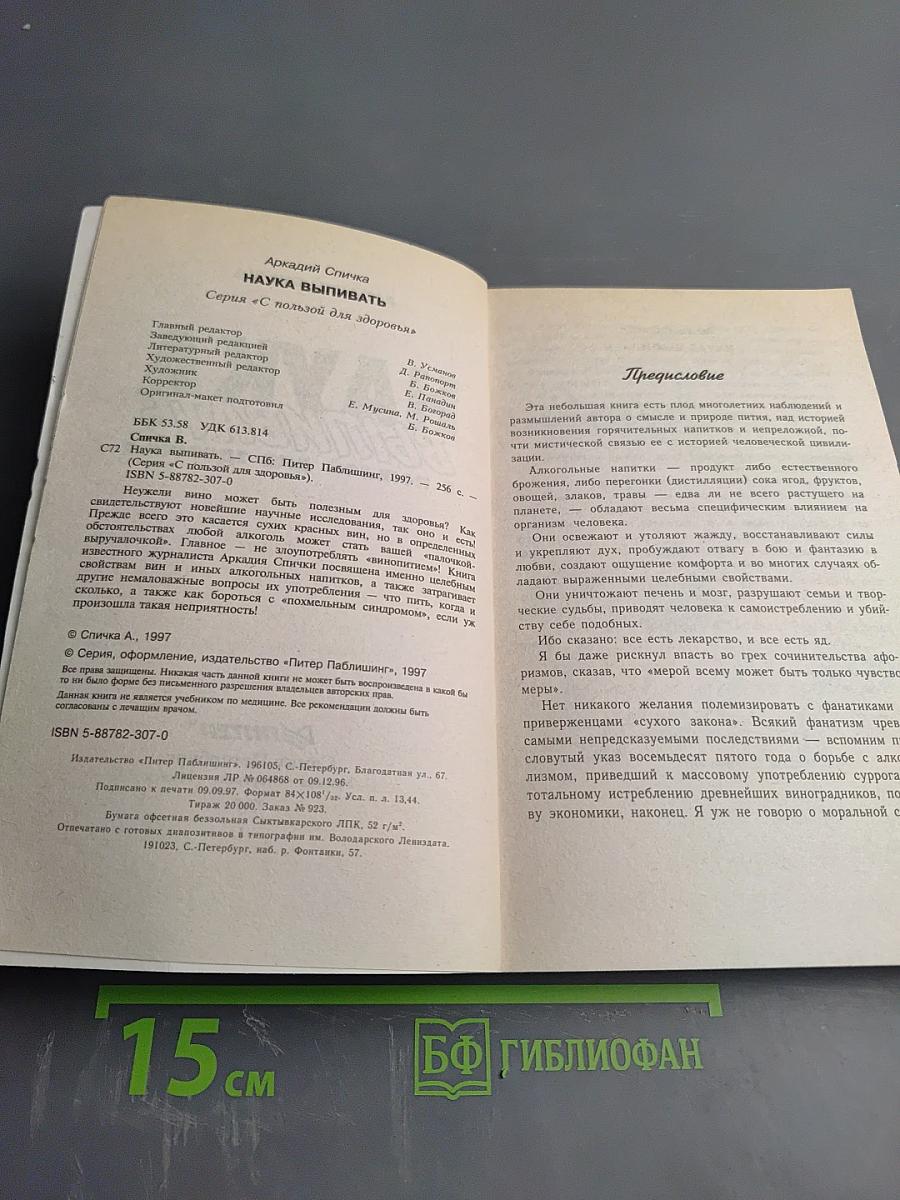 Аркадий Спичка
НАУКА ВЫПИВАТЬ
Серия «С пользой для здоровья»
Главный редактор В. Усманов
Заведующий редакцией Д. Рапопорт
Литературный редактор Б. Божков
Художественный редактор Е. Панадин
Художник В. Богорад
Корректор Е. Мусина, М. Рошаль
Оригинал-макет подготовил Б. Божков
ББК 53.58 УДК 613.814
Спичка В.
С72 Наука выпивать. — СПб: Питер Паблишинг, 1997. — 256 с. —
(Серия «С пользой для здоровья»).
ISBN 5-88782-307-0
Неужели вино может быть полезным для здоровья? Как
свидетельствуют новейшие научные исследования, так оно и есть!
Прежде всего это касается сухих красных вин, но в определенных
обстоятельствах любой алкоголь может стать вашей «палочкой-
выручалочкой». Главное — не злоупотреблять «винопитием»! Книга
известного журналиста Аркадия Спички посвящена именно целебным
свойствам вин и иных алкогольных напитков, а также затрагивает
другие немаловажные вопросы их употребления — что пить, когда и
сколько, а также как бороться с «похмельным синдромом», если уж
произошла такая неприятность!
© Спичка А., 1997
© Серия, оформление, издательство «Питер Паблишинг», 1997
Все права защищены. Никакая часть данной книги не может быть воспроизведена в какой бы
то ни было форме без письменного разрешения владельцев авторских прав.
Данная книга не является учебником по медицине. Все рекомендации должны быть
согласованы с лечащим врачом.
ISBN 5-88782-307-0
Издательство «Питер Паблишинг». 196105, С.-Петербург, Благодатная ул., 67.
Лицензия ЛР № 064868 от 09.12.96.
Подписано к печати 09.09.97. Формат 84×108¹/₃₂. Усл. п. л. 13,44.
Тираж 20 000. Заказ № 923.
Бумага офсетная беззольная Сыктывкарского ЛПК, 52 г/м².
Отпечатано с готовых диапозитивов в типографии им. Володарского Лениздата.
191023, С.-Петербург, наб. р. Фонтанки, 57.
Предисловие
Эта небольшая книга есть плод многолетних наблюдений и
размышлений автора о смысле и природе пития, над историей
возникновения горячительных напитков и непреложной, по-
чти мистической связью ее с историей человеческой цивили-
зации.
Алкогольные напитки — продукт либо естественного
брожения, либо перегонки (дистилляции) сока ягод, фруктов,
овощей, злаков, травы — едва ли не всего растущего на
планете, — обладают весьма специфическим влиянием на
организм человека.
Они освежают и утоляют жажду, восстанавливают силы
и укрепляют дух, пробуждают отвагу в бою и фантазию в
любви, создают ощущение комфорта и во многих случаях об-
ладают выраженными целебными свойствами.
Они уничтожают печень и мозг, разрушают семьи и твор-
ческие судьбы, приводят человека к самоистреблению и убий-
ству себе подобных.
Ибо сказано: все есть лекарство, и все есть яд.
Я бы даже рискнул впасть во грех сочинительства афо-
ризмов, сказав, что «мерой всему может быть только чувство
меры».
Нет никакого желания полемизировать с фанатиками
приверженцами «сухого закона». Всякий фанатизм чрев
самыми непредсказуемыми последствиями — вспомним п
словутый указ восемьдесят пятого года о борьбе с алко
лизмом, приведший к массовому употреблению суррога
тотальному истреблению древнейших виноградников, по
ву экономики, наконец. Я уж не говорю о моральной с
15 см
БФ ГИБЛИОФАН